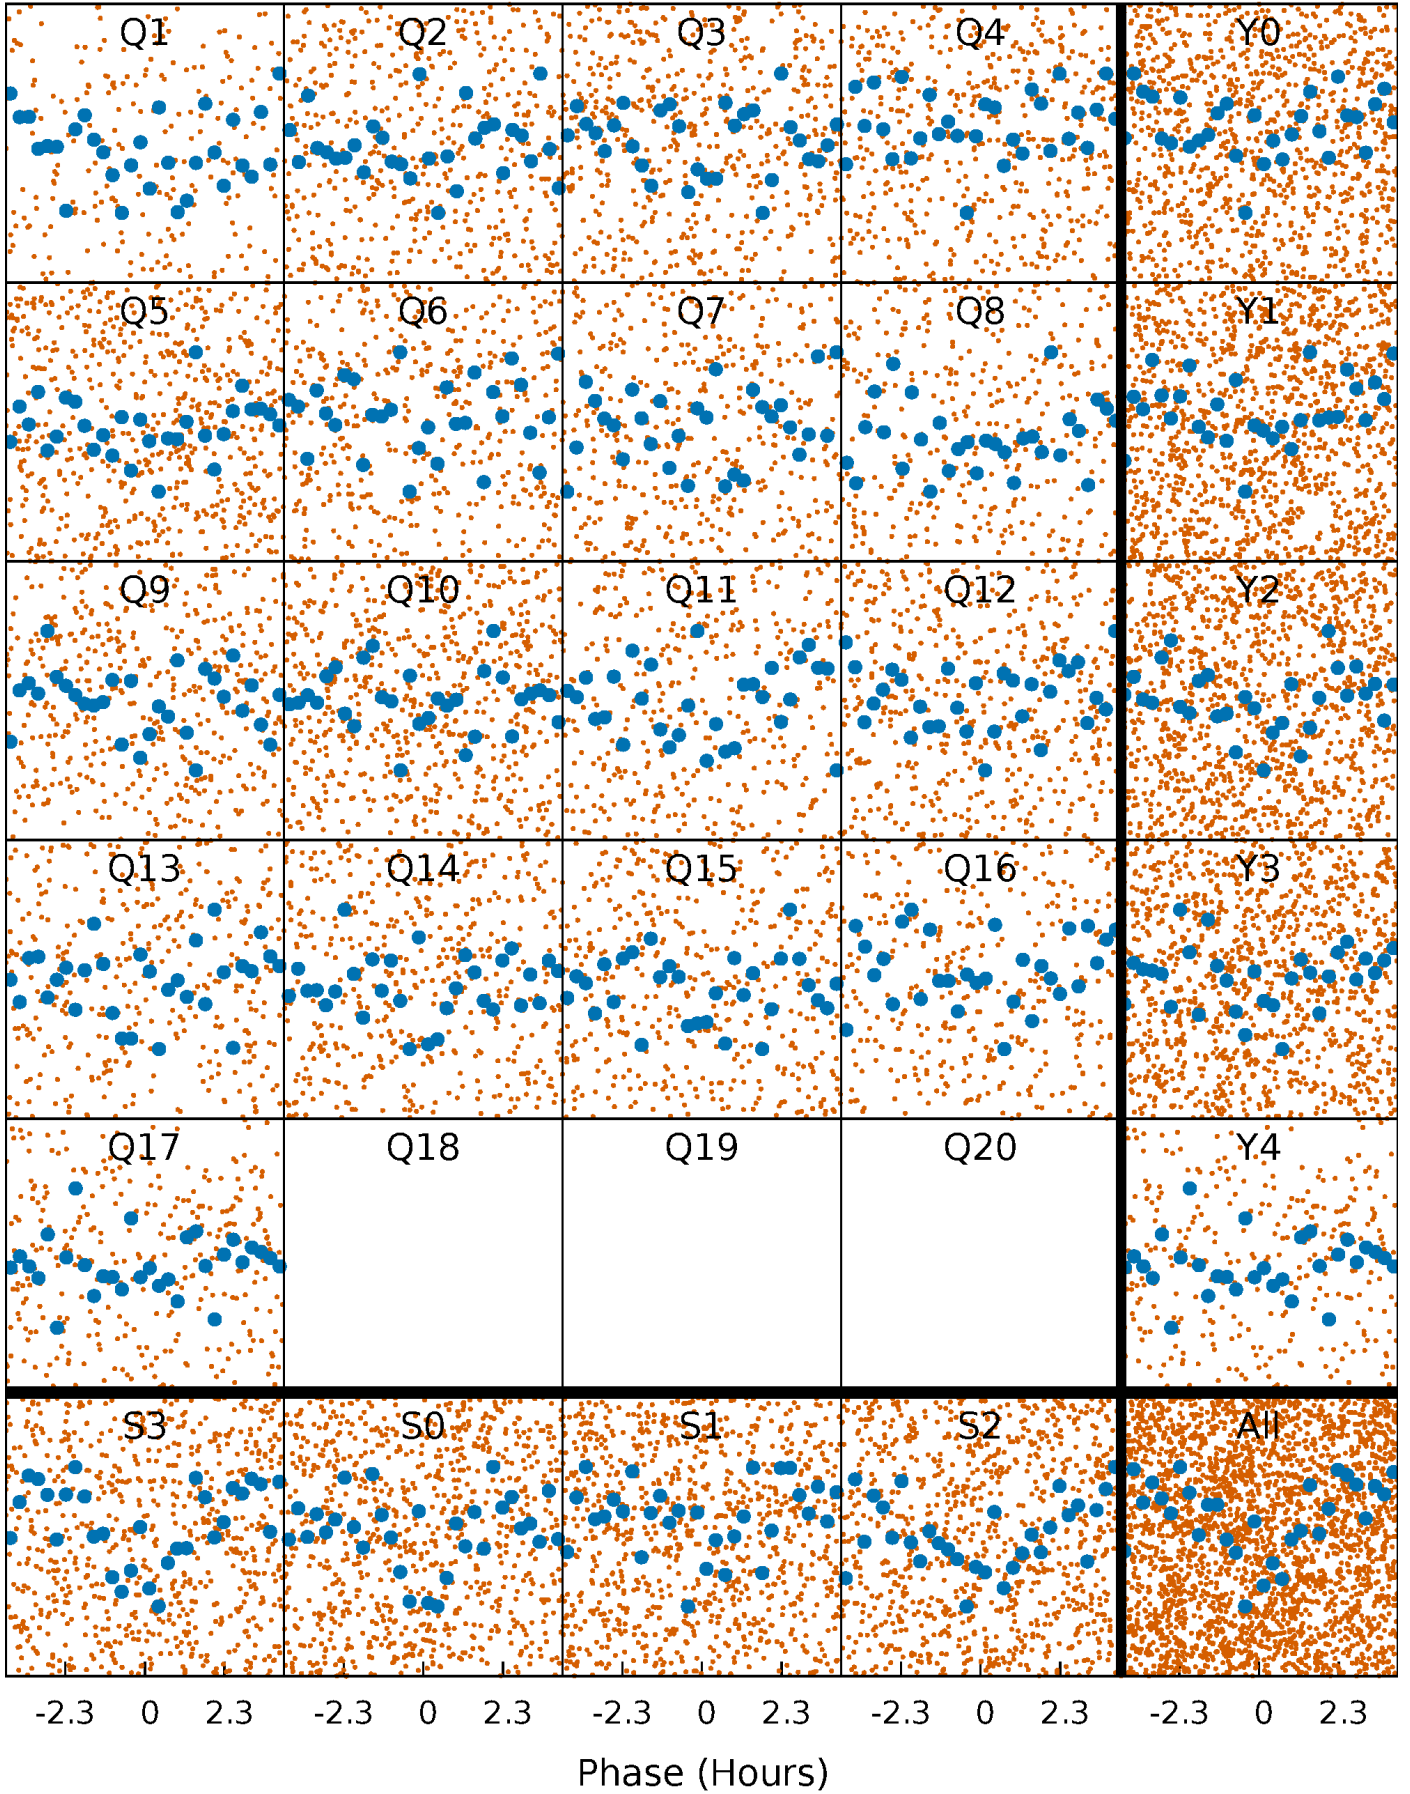 Q1 Q2 Q3 Q4 Y0
Q5 Q6 Q7 Q8 Y1
Q9 Q10 Q11 Q12 Y2
Q13 Q14 Q15 Q16 Y3
Q17 Q18 Q19 Q20 Y4
S3 S0 S1 S2 All
-2.3 0 2.3 -2.3 0 2.3 -2.3 0 2.3 -2.3 0 2.3 -2.3 0 2.3
Phase (Hours)